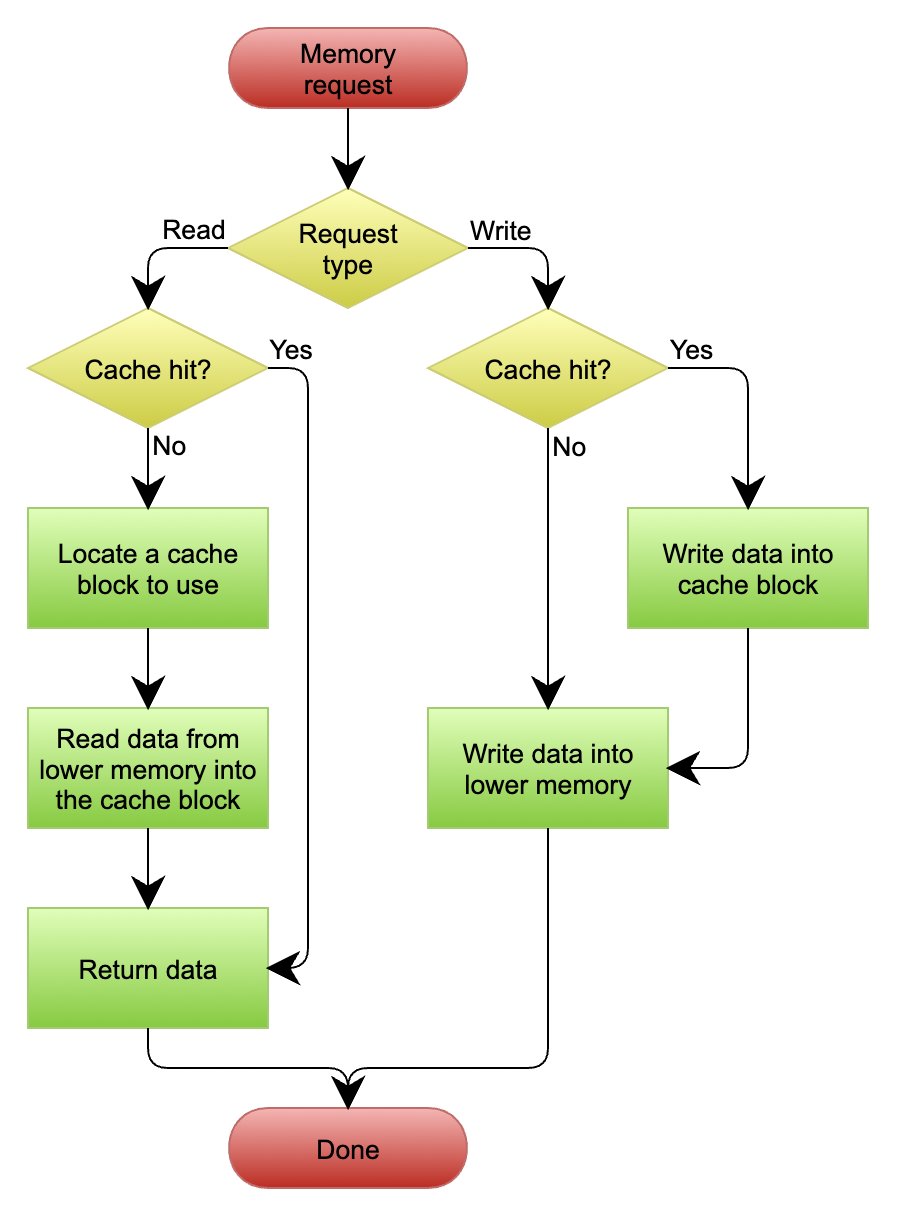 Memory
request
Request
type
Read
Write
Cache hit?
Yes
No
Cache hit?
Yes
No
Locate a cache
block to use
Write data into
cache block
Read data from
lower memory into
the cache block
Write data into
lower memory
Return data
Done